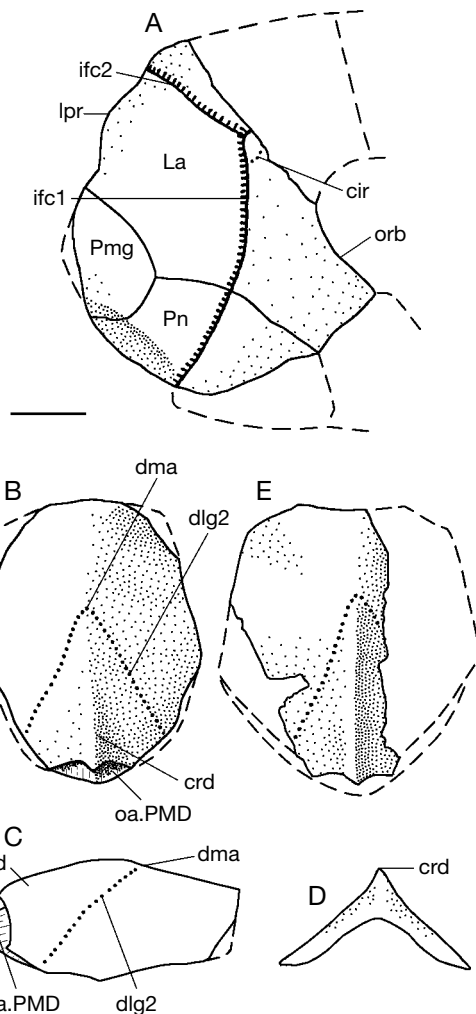 A
ifc2
lpr
La
ifc1
cir
orb
Pmg
Pn
B
dma
E
dlg2
crd
oa.PMD
C
d
dma
D
crd
a.PMD
dlg2